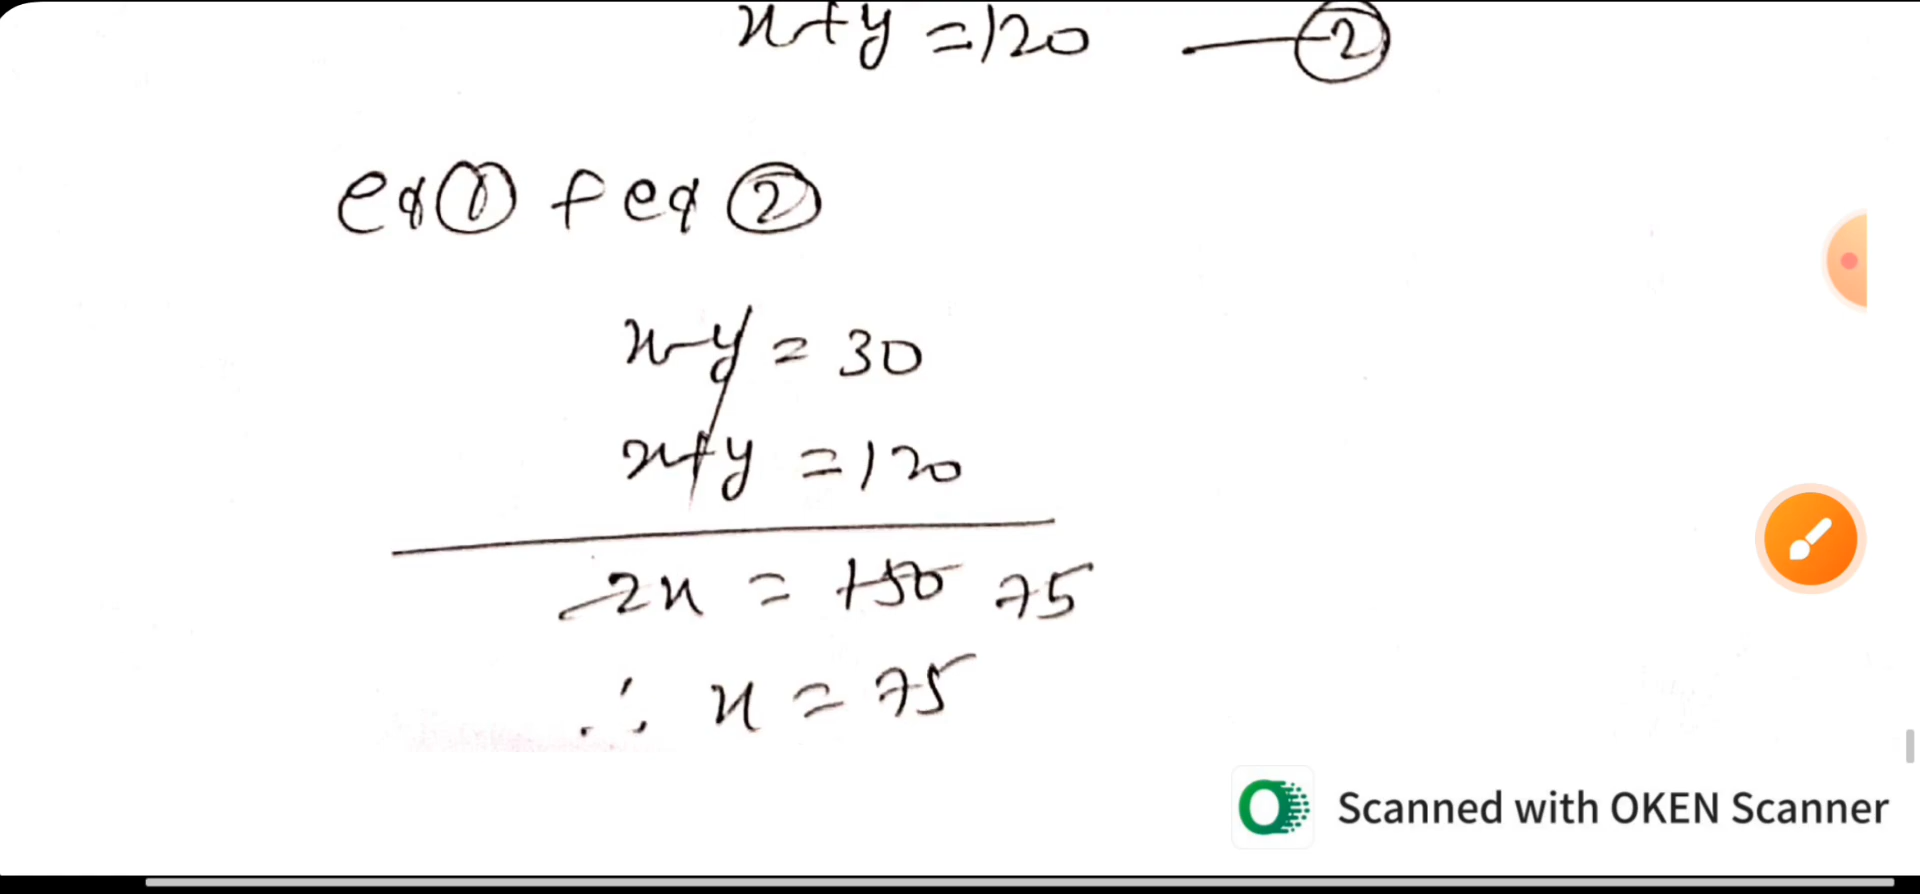 x+y=120 —②
eq① + eq②
x-y = 30
x+y = 120
2x = 150 75
∴ x = 75
Scanned with OKEN Scanner